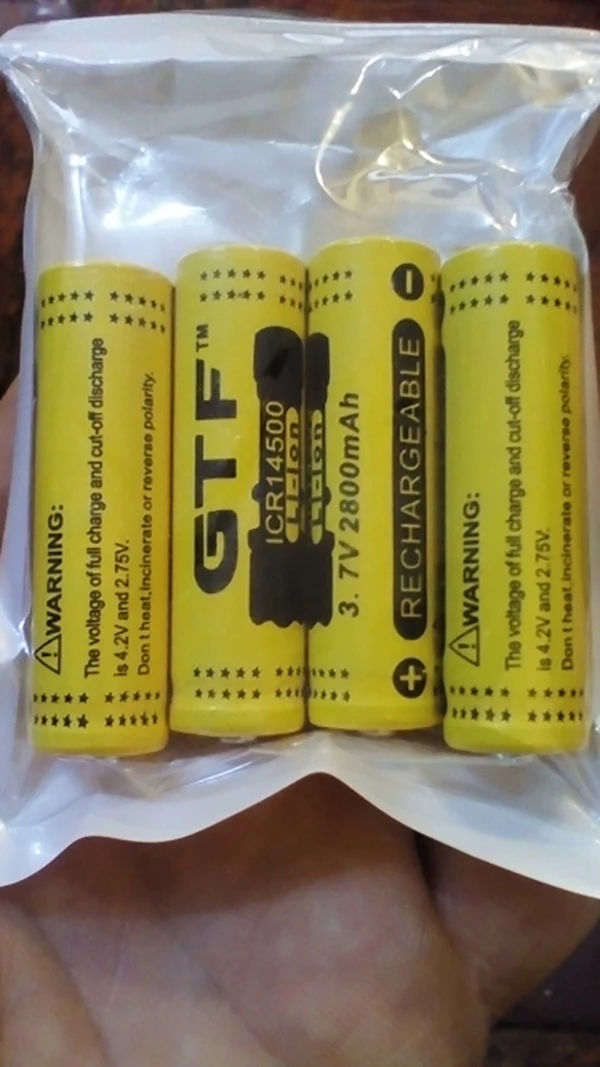 ⚠WARNING:
The voltage of full charge and cut-off discharge
is 4.2V and 2.75V.
Don t heat,incinerate or reverse polarity.
GTF™
ICR14500
Li-ion
Li-ion
3. 7V 2800mAh
+ RECHARGEABLE -
⚠WARNING:
The voltage of full charge and cut-off discharge
is 4.2V and 2.75V.
Don t heat,incinerate or reverse polarity.